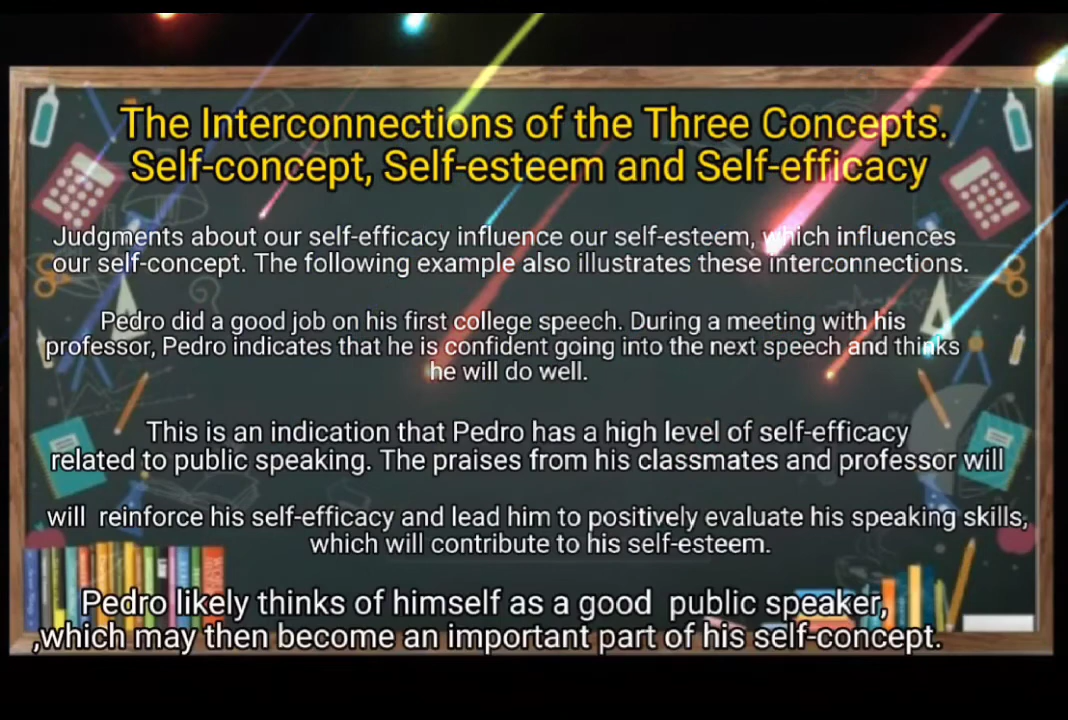 The Interconnections of the Three Concepts.
Self-concept, Self-esteem and Self-efficacy
Judgments about our self-efficacy influence our self-esteem, which influences
our self-concept. The following example also illustrates these interconnections.
Pedro did a good job on his first college speech. During a meeting with his
professor, Pedro indicates that he is confident going into the next speech and thinks
he will do well.
This is an indication that Pedro has a high level of self-efficacy
related to public speaking. The praises from his classmates and professor will
will reinforce his self-efficacy and lead him to positively evaluate his speaking skills,
which will contribute to his self-esteem.
Pedro likely thinks of himself as a good public speaker,
,which may then become an important part of his self-concept.